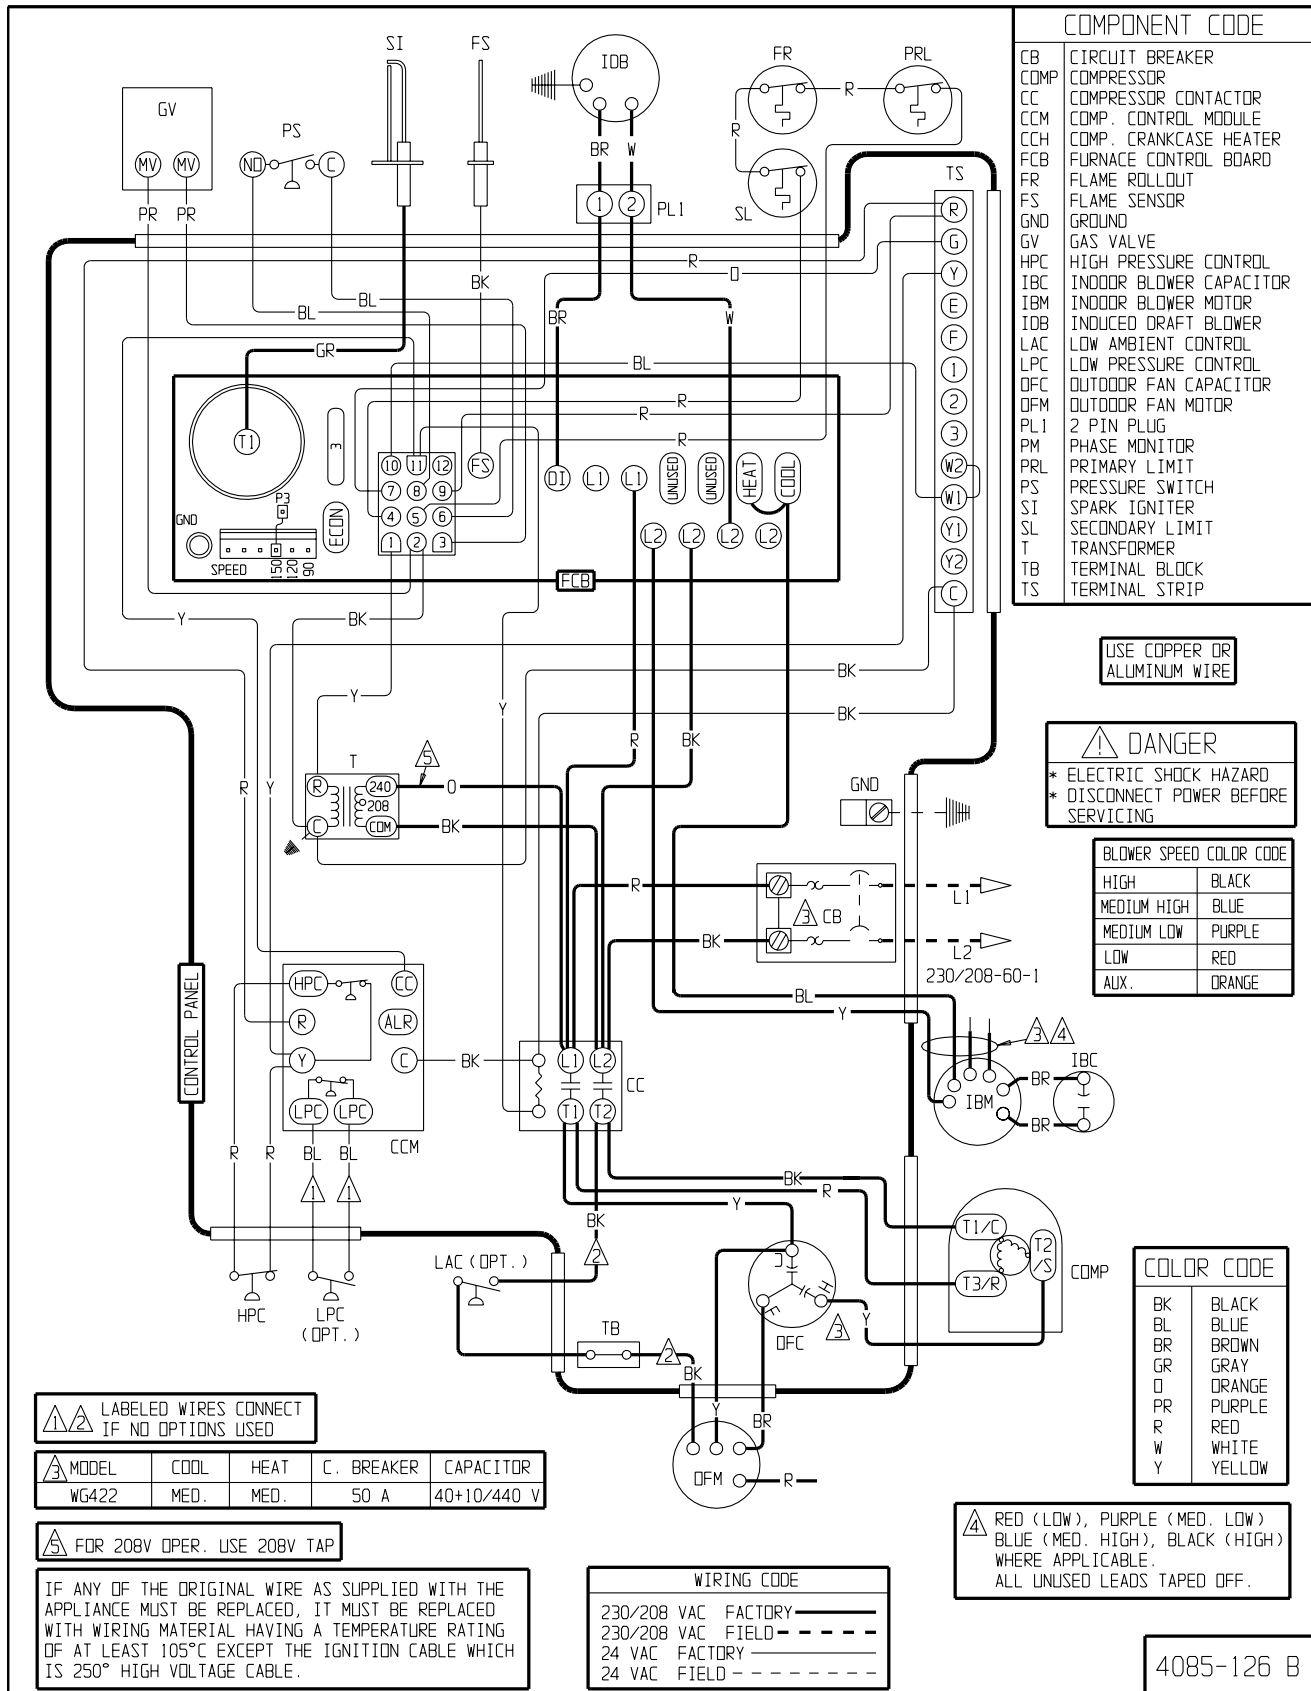 COMPONENT CODE
CB CIRCUIT BREAKER
COMP COMPRESSOR
CC COMPRESSOR CONTACTOR
CCM COMP. CONTROL MODULE
CCH COMP. CRANKCASE HEATER
FCB FURNACE CONTROL BOARD
FR FLAME ROLLOUT
FS FLAME SENSOR
GND GROUND
GV GAS VALVE
HPC HIGH PRESSURE CONTROL
IBC INDOOR BLOWER CAPACITOR
IBM INDOOR BLOWER MOTOR
IDB INDUCED DRAFT BLOWER
LAC LOW AMBIENT CONTROL
LPC LOW PRESSURE CONTROL
OFC OUTDOOR FAN CAPACITOR
OFM OUTDOOR FAN MOTOR
PL1 2 PIN PLUG
PM PHASE MONITOR
PRL PRIMARY LIMIT
PS PRESSURE SWITCH
SI SPARK IGNITER
SL SECONDARY LIMIT
T TRANSFORMER
TB TERMINAL BLOCK
TS TERMINAL STRIP
SI FS IDB FR PRL
GV PS
MV MV NO C
R
BR W R
1 2 PL1
SL TS
PR PR
R G Y E F 1 2 3 W2 W1 Y1 Y2 C
R
O
BK
BL
BL
BR W
GR
BL
R
R
R
T1 3
10 11 12 FS
7 8 9
4 5 6
1 2 3
DI L1 L1 UNUSED UNUSED HEAT COOL
L2 L2 L2 L2
P3
GND
ECON
SPEED 150 120 90
FCB
Y BK
BK
Y Y
BK
R BK
USE COPPER OR
ALUMINUM WIRE
! DANGER
* ELECTRIC SHOCK HAZARD
* DISCONNECT POWER BEFORE
SERVICING
T 5
R 240 O
208
C COM BK
R Y
GND
BLOWER SPEED COLOR CODE
HIGH BLACK
MEDIUM HIGH BLUE
MEDIUM LOW PURPLE
LOW RED
AUX. ORANGE
R L1
3 CB
BK L2
230/208-60-1
CONTROL PANEL
HPC CC
R ALR
Y C BK
LPC LPC
CCM
L1 L2
CC
T1 T2
BL
Y
3 4
IBC
BR
IBM
BR
R R BL BL
1 1
BK
R
Y
BK
2
T1/C
T2
/S
T3/R
COMP
LAC (OPT.)
HPC LPC
(OPT.)
C
H
F
OFC 3
Y
TB 2
BK
Y BR
OFM R
COLOR CODE
BK BLACK
BL BLUE
BR BROWN
GR GRAY
O ORANGE
PR PURPLE
R RED
W WHITE
Y YELLOW
1 2 LABELED WIRES CONNECT
IF NO OPTIONS USED
3 MODEL COOL HEAT C. BREAKER CAPACITOR
WG422 MED. MED. 50 A 40+10/440 V
5 FOR 208V OPER. USE 208V TAP
4 RED (LOW), PURPLE (MED. LOW)
BLUE (MED. HIGH), BLACK (HIGH)
WHERE APPLICABLE.
ALL UNUSED LEADS TAPED OFF.
IF ANY OF THE ORIGINAL WIRE AS SUPPLIED WITH THE
APPLIANCE MUST BE REPLACED, IT MUST BE REPLACED
WITH WIRING MATERIAL HAVING A TEMPERATURE RATING
OF AT LEAST 105°C EXCEPT THE IGNITION CABLE WHICH
IS 250° HIGH VOLTAGE CABLE.
WIRING CODE
230/208 VAC FACTORY
230/208 VAC FIELD
24 VAC FACTORY
24 VAC FIELD
4085-126 B